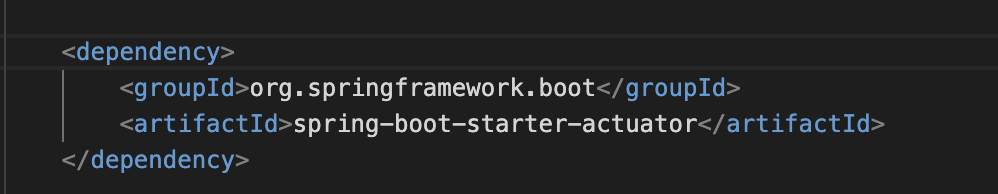 <dependency>
<groupId>org.springframework.boot</groupId>
<artifactId>spring-boot-starter-actuator</artifactId>
</dependency>